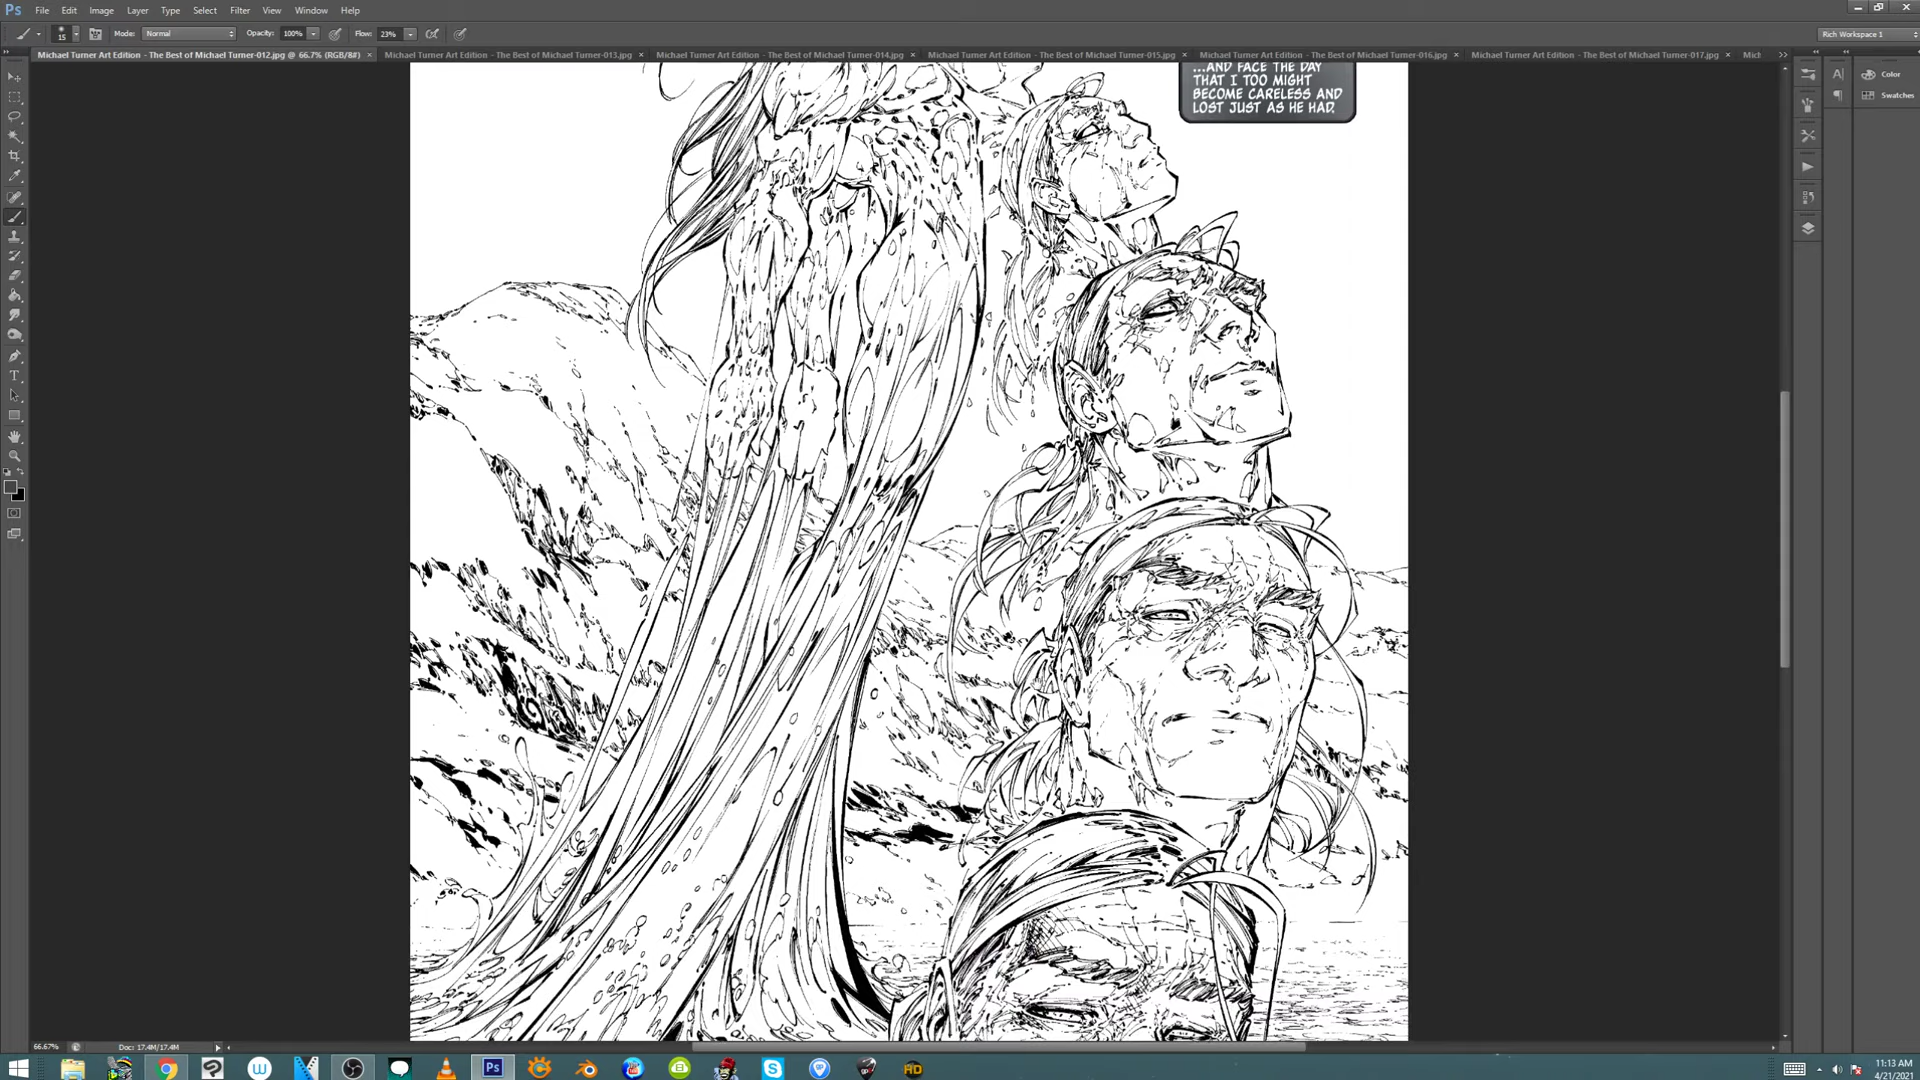 Ps File Edit Image Layer Type Select Filter View Window Help
15 Mode: Normal Opacity: 100% Flow: 23% Rich Workspace 1
Michael Turner Art Edition - The Best of Michael Turner-012.jpg @ 66.7% (RGB/8#) × Michael Turner Art Edition - The Best of Michael Turner-013.jpg × Michael Turner Art Edition - The Best of Michael Turner-014.jpg × Michael Turner Art Edition - The Best of Michael Turner-015.jpg × Michael Turner Art Edition - The Best of Michael Turner-016.jpg × Michael Turner Art Edition - The Best of Michael Turner-017.jpg × Mich
...AND FACE THE DAY
THAT I TOO MIGHT
BECOME CARELESS AND
LOST JUST AS HE HAD.
Color
Swatches
66.67% Doc: 17.4M/17.4M
Ps
11:13 AM
4/21/2021